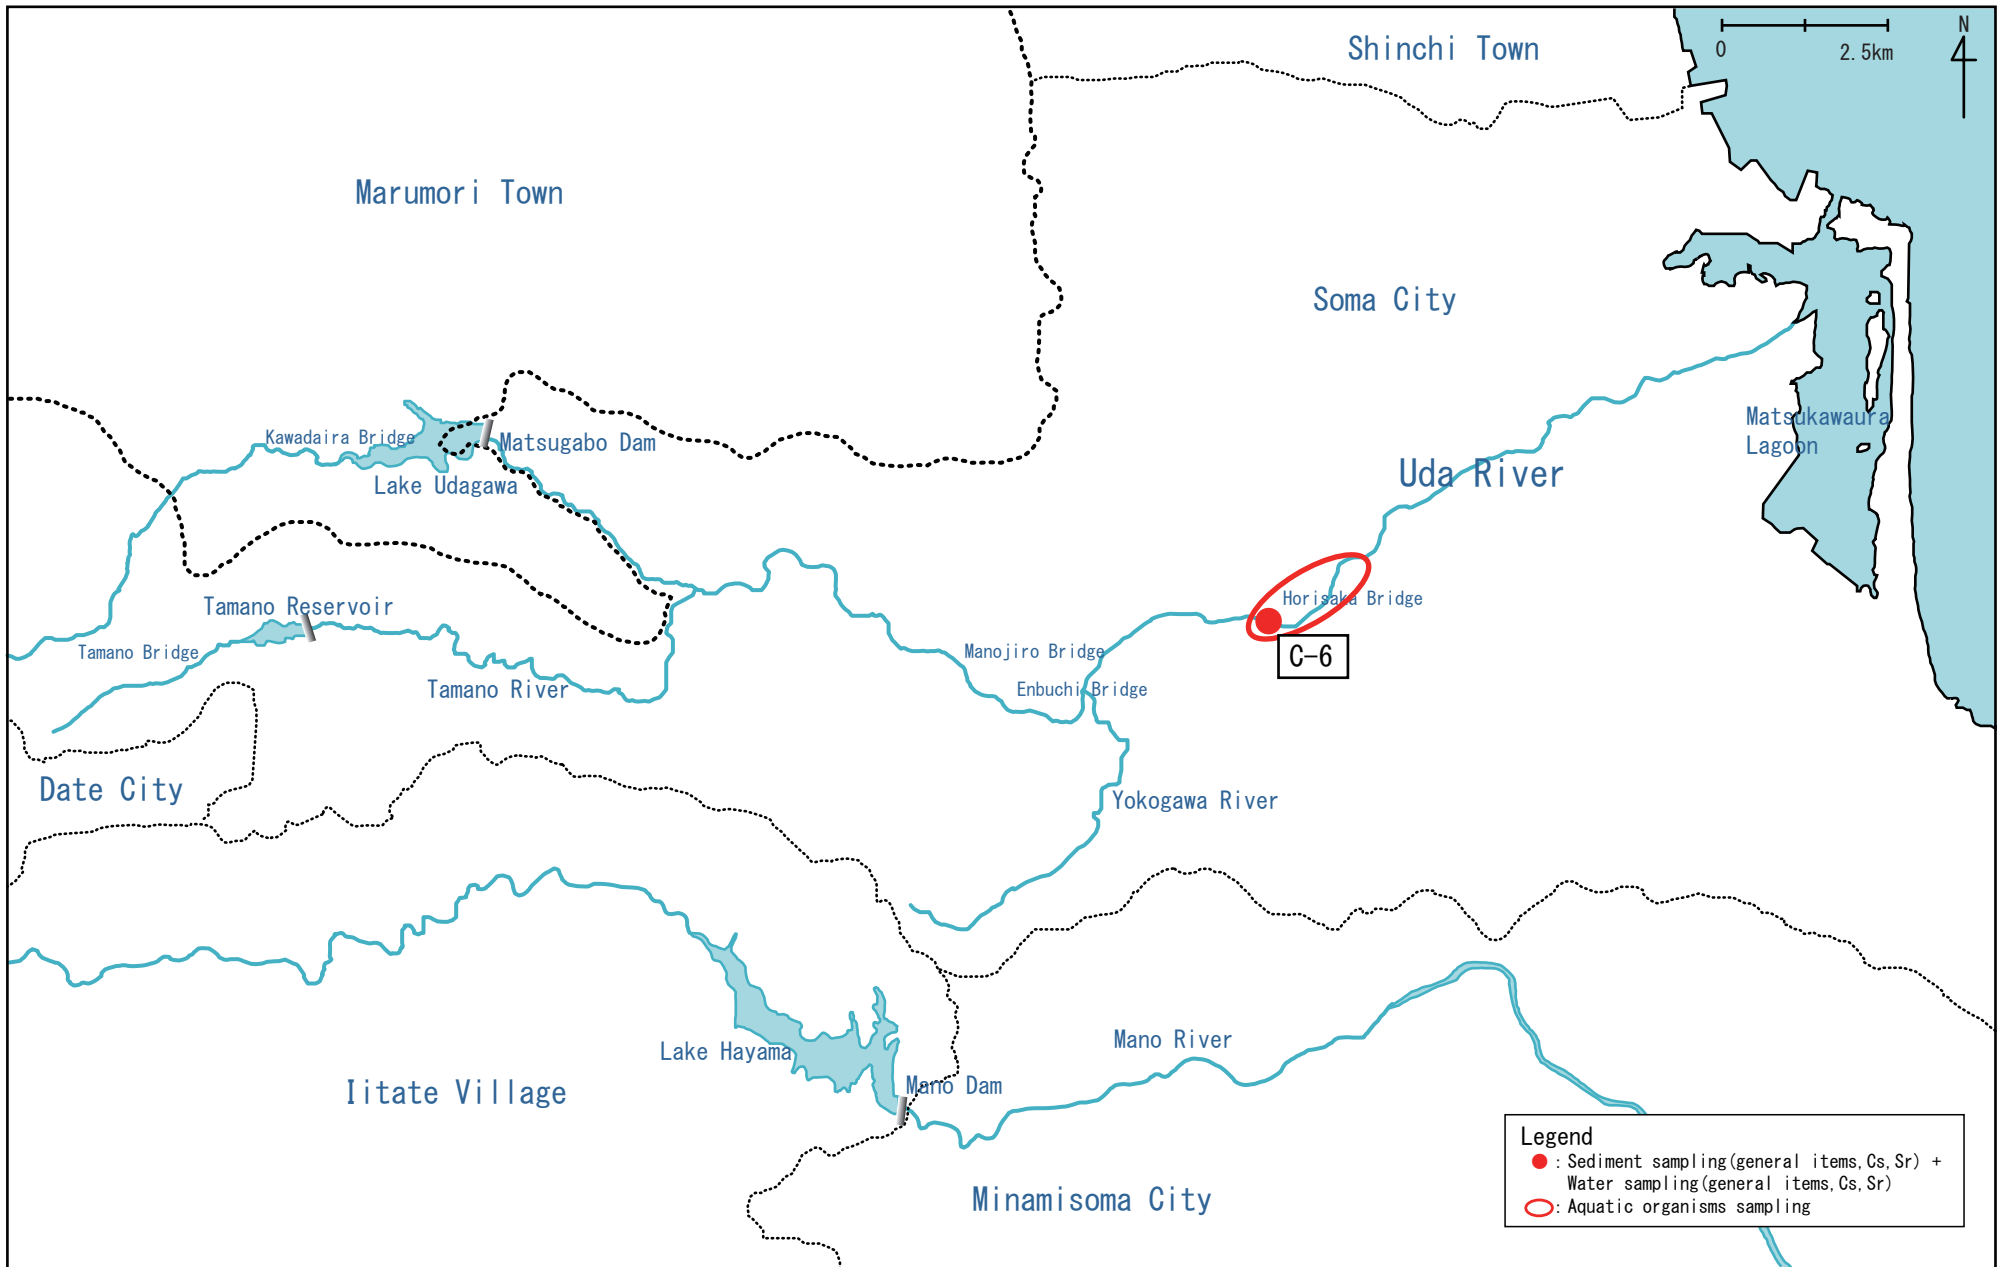 Shinchi Town
0
2.5km
N
Marumori Town
Soma City
Matsukawaura
Lagoon
Kawadaira Bridge
Matsugabo Dam
Lake Udagawa
Uda River
Tamano Reservoir
Horisaka Bridge
Tamano Bridge
Manojiro Bridge
C-6
Tamano River
Enbuchi Bridge
Date City
Yokogawa River
Mano River
Lake Hayama
Iitate Village
Mano Dam
Minamisoma City
Legend
: Sediment sampling(general items,Cs,Sr) +
Water sampling(general items,Cs,Sr)
: Aquatic organisms sampling